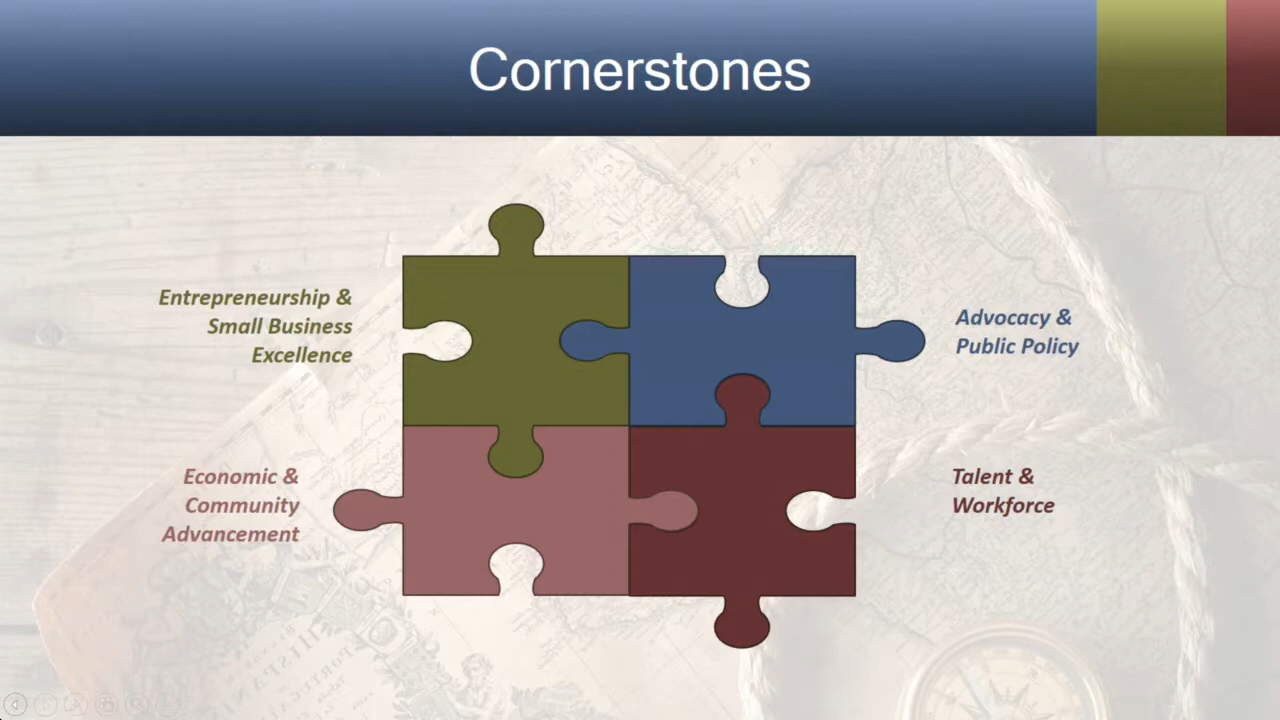 Cornerstones
Entrepreneurship &
Small Business
Excellence
Advocacy &
Public Policy
Economic &
Community
Advancement
Talent &
Workforce